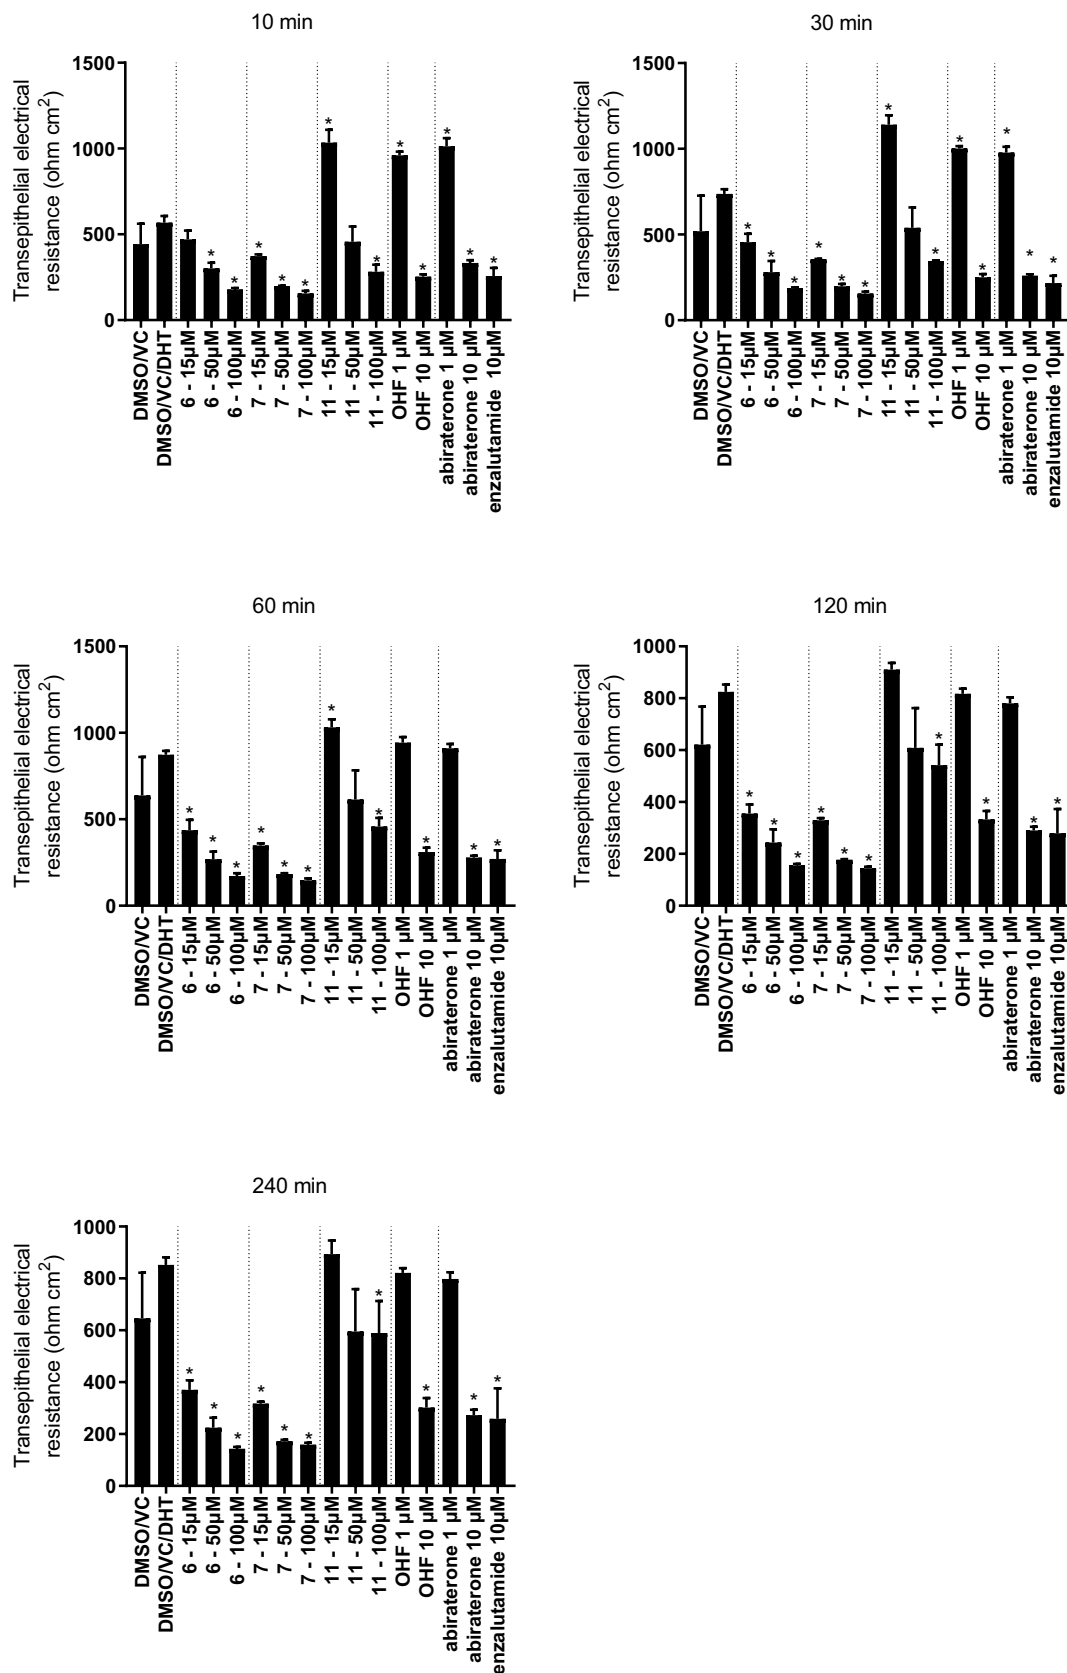 10 min
Transepithelial electrical
resistance (ohm cm²)
1500
1000
500
0
DMSO/VC
DMSO/VC/DHT
6 - 15µM
6 - 50µM
6 - 100µM
7 - 15µM
7 - 50µM
7 - 100µM
11 - 15µM
11 - 50µM
11 - 100µM
OHF 1 µM
OHF 10 µM
abiraterone 1 µM
abiraterone 10 µM
enzalutamide 10µM
* * * * * * * * * * * *
30 min
Transepithelial electrical
resistance (ohm cm²)
1500
1000
500
0
DMSO/VC
DMSO/VC/DHT
6 - 15µM
6 - 50µM
6 - 100µM
7 - 15µM
7 - 50µM
7 - 100µM
11 - 15µM
11 - 50µM
11 - 100µM
OHF 1 µM
OHF 10 µM
abiraterone 1 µM
abiraterone 10 µM
enzalutamide 10µM
* * * * * * * * * * * * *
60 min
Transepithelial electrical
resistance (ohm cm²)
1500
1000
500
0
DMSO/VC
DMSO/VC/DHT
6 - 15µM
6 - 50µM
6 - 100µM
7 - 15µM
7 - 50µM
7 - 100µM
11 - 15µM
11 - 50µM
11 - 100µM
OHF 1 µM
OHF 10 µM
abiraterone 1 µM
abiraterone 10 µM
enzalutamide 10µM
* * * * * * * * * * *
120 min
Transepithelial electrical
resistance (ohm cm²)
1000
800
600
400
200
0
DMSO/VC
DMSO/VC/DHT
6 - 15µM
6 - 50µM
6 - 100µM
7 - 15µM
7 - 50µM
7 - 100µM
11 - 15µM
11 - 50µM
11 - 100µM
OHF 1 µM
OHF 10 µM
abiraterone 1 µM
abiraterone 10 µM
enzalutamide 10µM
* * * * * * * * * *
240 min
Transepithelial electrical
resistance (ohm cm²)
1000
800
600
400
200
0
DMSO/VC
DMSO/VC/DHT
6 - 15µM
6 - 50µM
6 - 100µM
7 - 15µM
7 - 50µM
7 - 100µM
11 - 15µM
11 - 50µM
11 - 100µM
OHF 1 µM
OHF 10 µM
abiraterone 1 µM
abiraterone 10 µM
enzalutamide 10µM
* * * * * * * * * *